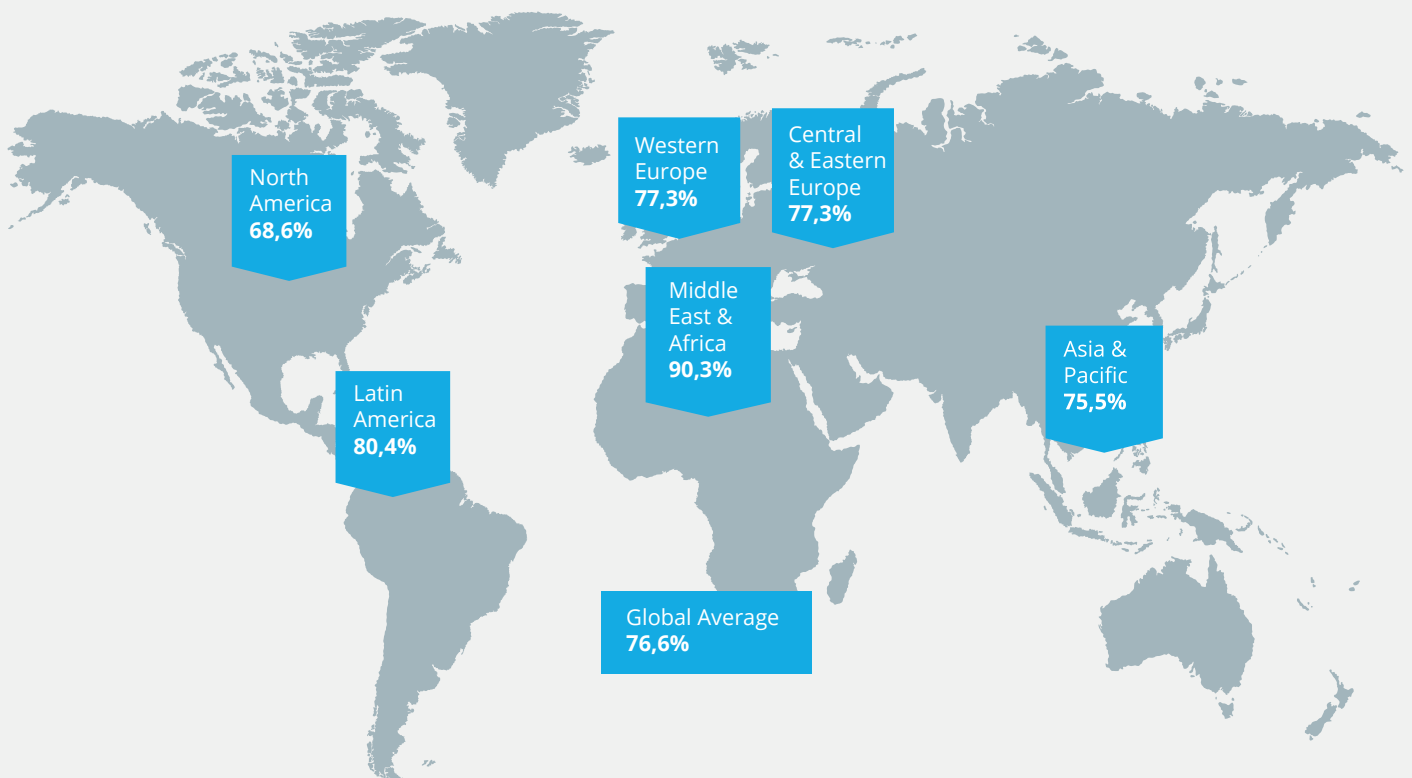 North
America
68,6%
Western
Europe
77,3%
Central
& Eastern
Europe
77,3%
Middle
East &
Africa
90,3%
Asia &
Pacific
75,5%
Latin
America
80,4%
Global Average
76,6%